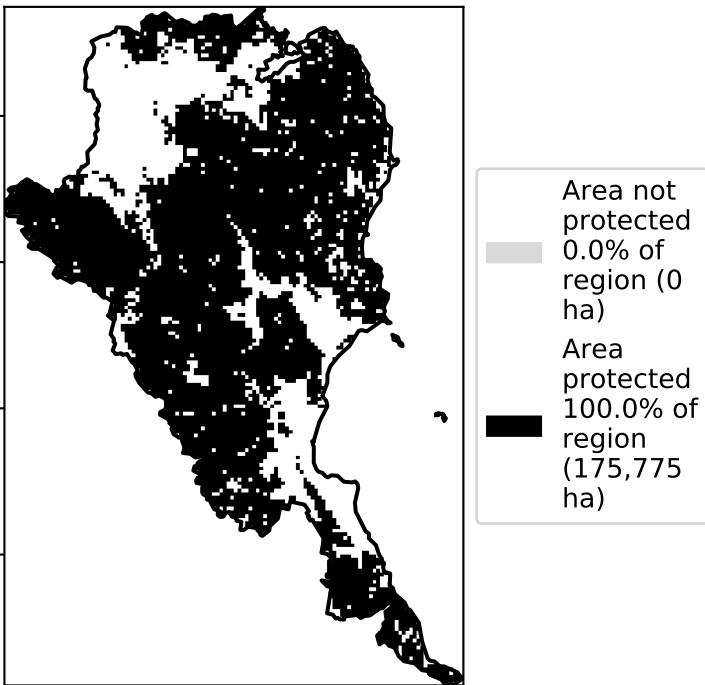 Area not
protected
0.0% of
region (0
ha)
Area
protected
100.0% of
region
(175,775
ha)